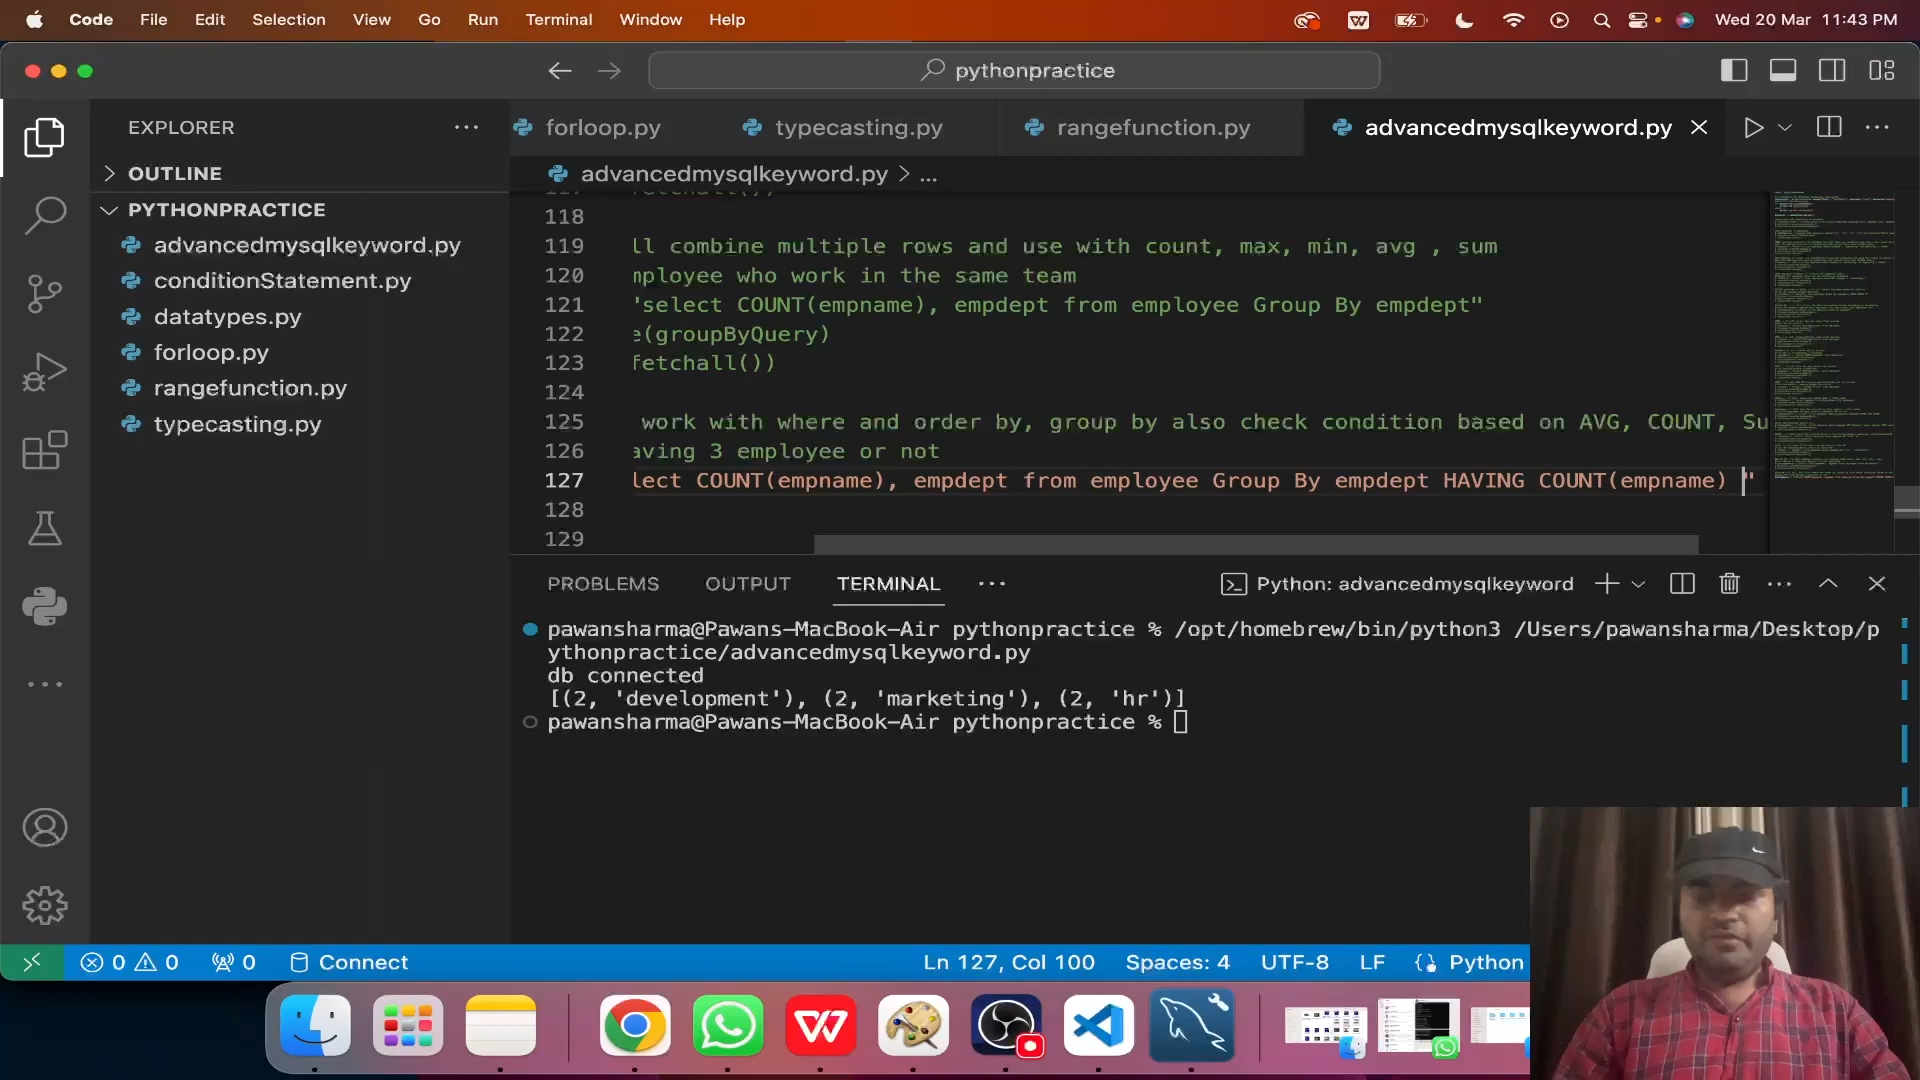 Code File Edit Selection View Go Run Terminal Window Help Wed 20 Mar 11:43 PM
pythonpractice
EXPLORER
OUTLINE
PYTHONPRACTICE
advancedmysqlkeyword.py
conditionStatement.py
datatypes.py
forloop.py
rangefunction.py
typecasting.py
forloop.py typecasting.py rangefunction.py advancedmysqlkeyword.py
advancedmysqlkeyword.py > ...
118
119 ll combine multiple rows and use with count, max, min, avg , sum
120 mployee who work in the same team
121 "select COUNT(empname), empdept from employee Group By empdept"
122 e(groupByQuery)
123 fetchall())
124
125 work with where and order by, group by also check condition based on AVG, COUNT, Su
126 aving 3 employee or not
127 lect COUNT(empname), empdept from employee Group By empdept HAVING COUNT(empname) "
128
129
PROBLEMS OUTPUT TERMINAL ... Python: advancedmysqlkeyword
pawansharma@Pawans-MacBook-Air pythonpractice % /opt/homebrew/bin/python3 /Users/pawansharma/Desktop/p
ythonpractice/advancedmysqlkeyword.py
db connected
[(2, 'development'), (2, 'marketing'), (2, 'hr')]
pawansharma@Pawans-MacBook-Air pythonpractice %
0 0 0 Connect Ln 127, Col 100 Spaces: 4 UTF-8 LF Python